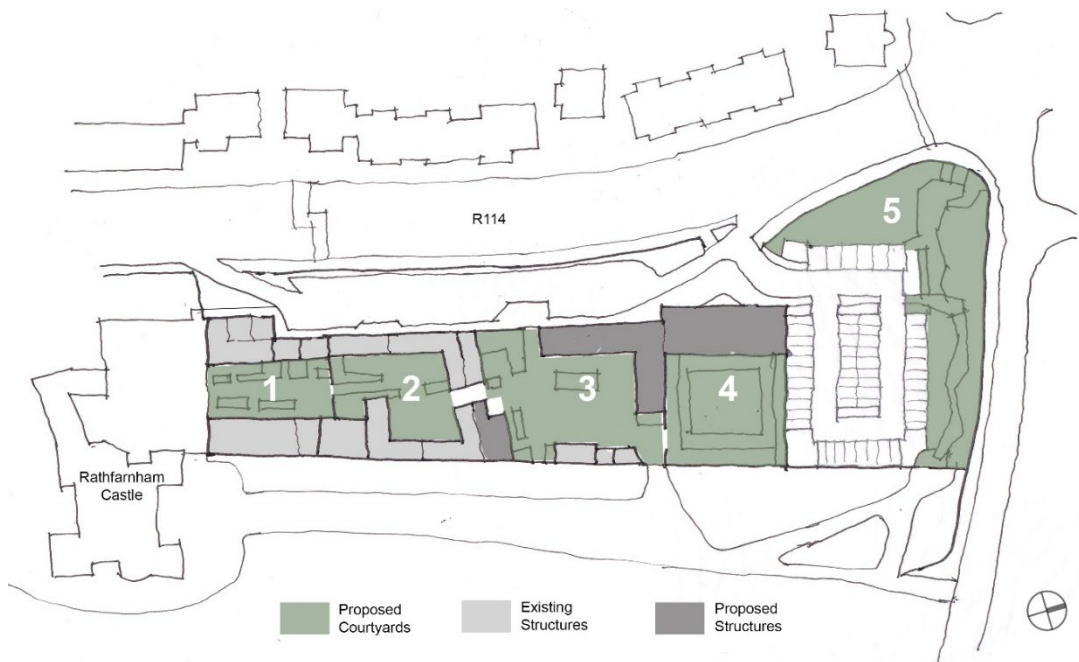 5
R114
1
2
3
4
Rathfarnham
Castle
Proposed
Courtyards
Existing
Structures
Proposed
Structures